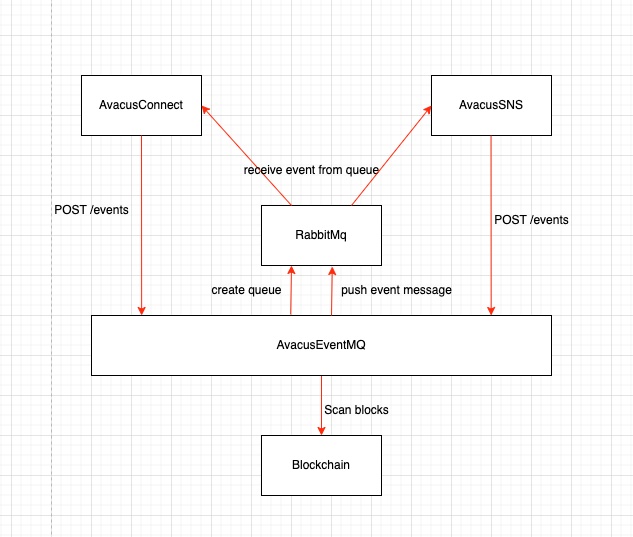 AvacusConnect
AvacusSNS
receive event from queue
POST /events
POST /events
RabbitMq
create queue
push event message
AvacusEventMQ
Scan blocks
Blockchain